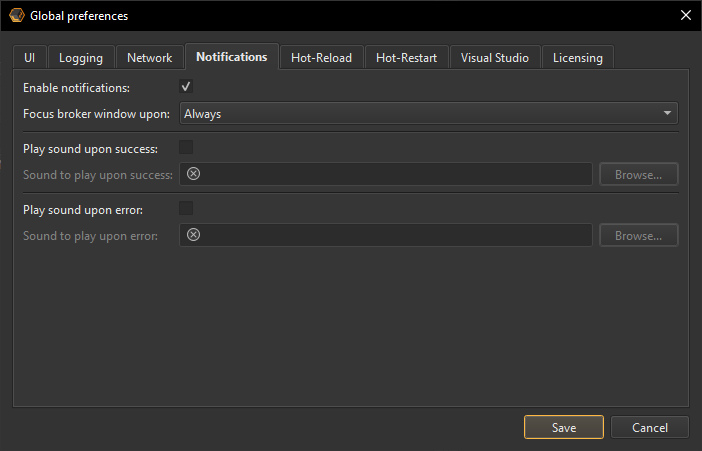 Global preferences
UI Logging Network Notifications Hot-Reload Hot-Restart Visual Studio Licensing
Enable notifications:
Focus broker window upon: Always
Play sound upon success:
Sound to play upon success: Browse...
Play sound upon error:
Sound to play upon error: Browse...
Save Cancel